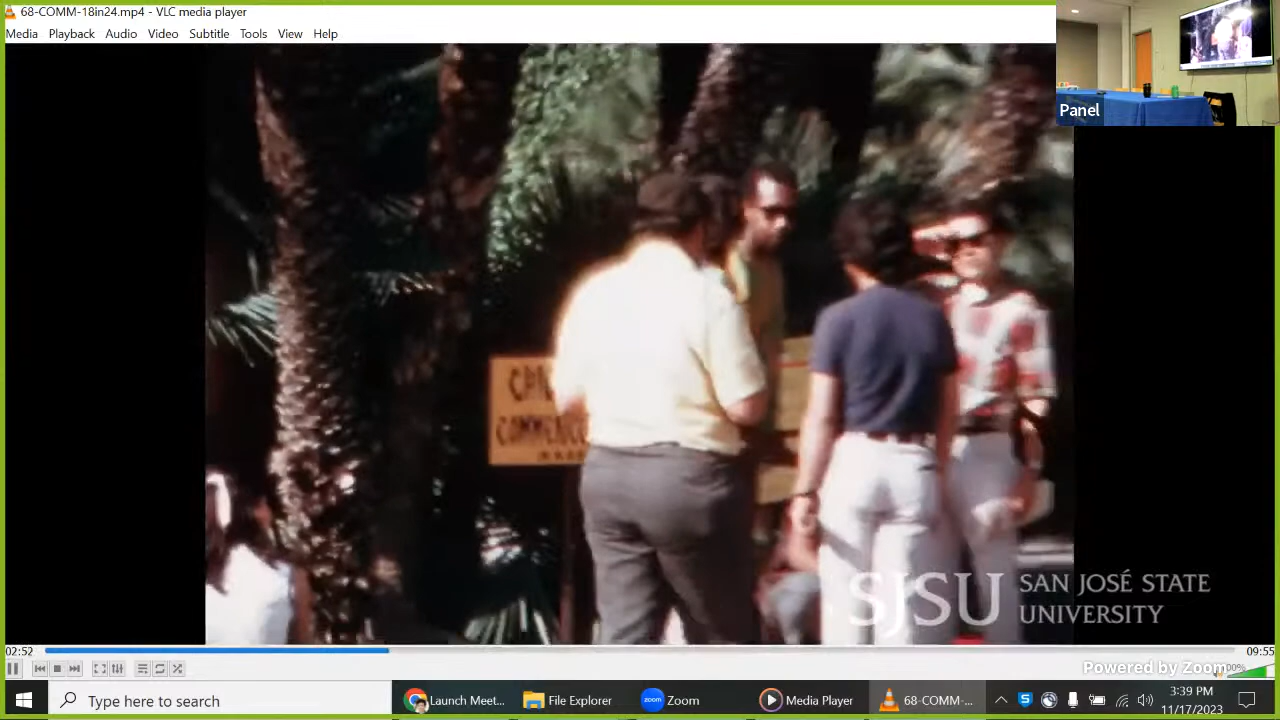 68-COMM-18in24.mp4 - VLC media player
Media Playback Audio Video Subtitle Tools View Help
Panel
SJSU SAN JOSÉ STATE
UNIVERSITY
02:52
09:55
Powered by Zoom
Type here to search
Launch Meet...
File Explorer
Zoom
Media Player
68-COMM-...
3:39 PM
11/17/2023